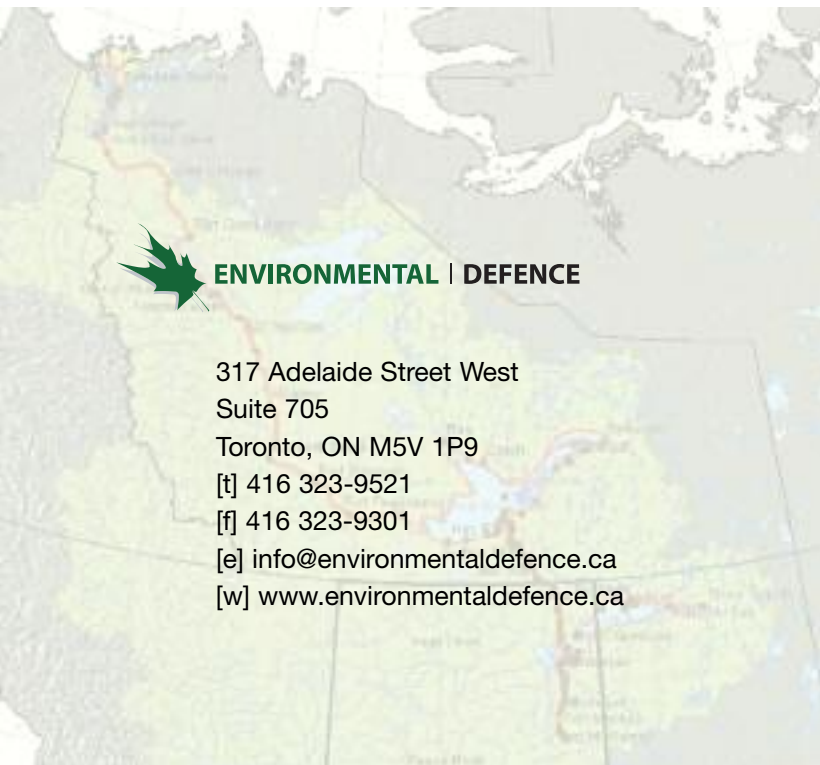 ENVIRONMENTAL | DEFENCE
317 Adelaide Street West
Suite 705
Toronto, ON M5V 1P9
[t] 416 323-9521
[f] 416 323-9301
[e] info@environmentaldefence.ca
[w] www.environmentaldefence.ca